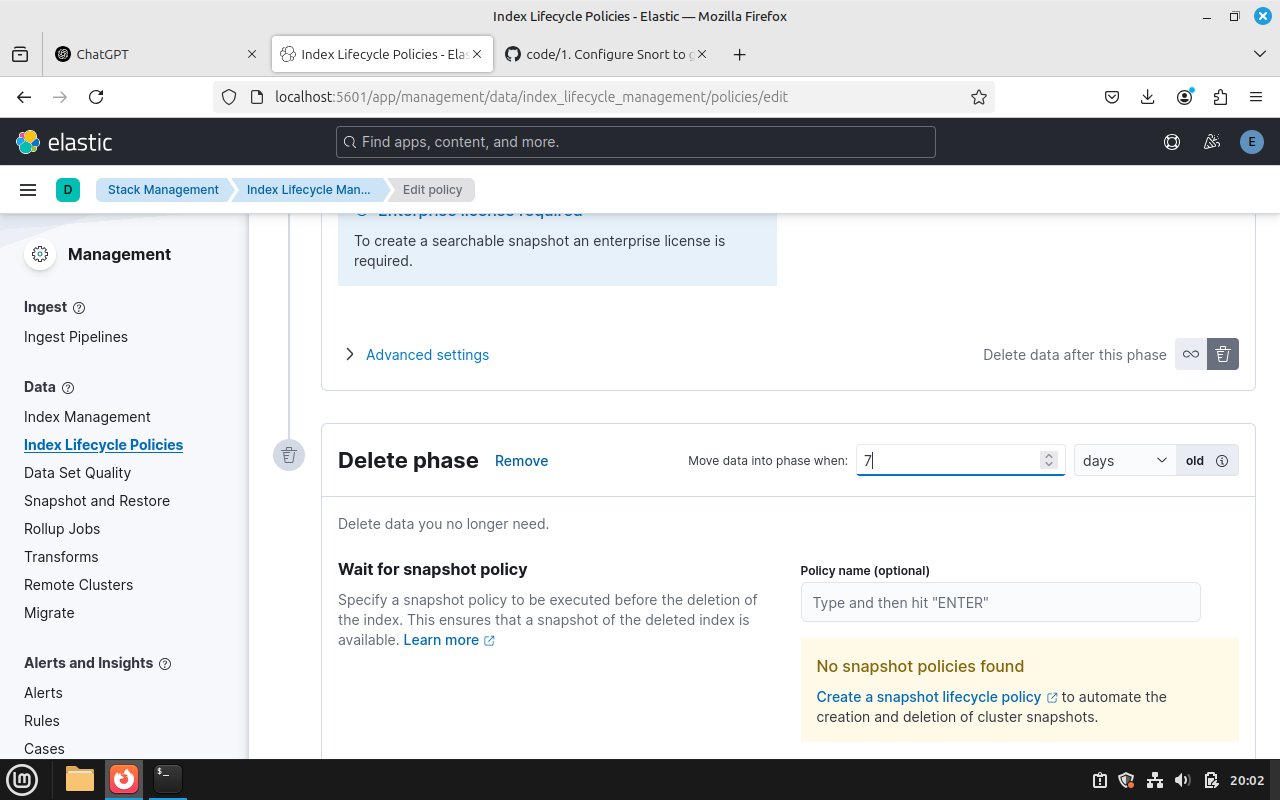 Index Lifecycle Policies - Elastic — Mozilla Firefox
ChatGPT
Index Lifecycle Policies - Elas
code/1. Configure Snort to g
localhost:5601/app/management/data/index_lifecycle_management/policies/edit
elastic
Find apps, content, and more.
E
D
Stack Management
Index Lifecycle Man...
Edit policy
Management
Ingest
Ingest Pipelines
Data
Index Management
Index Lifecycle Policies
Data Set Quality
Snapshot and Restore
Rollup Jobs
Transforms
Remote Clusters
Migrate
Alerts and Insights
Alerts
Rules
Cases
Enterprise license required
To create a searchable snapshot an enterprise license is
required.
Advanced settings
Delete data after this phase
Delete phase
Remove
Move data into phase when:
7
days
old
Delete data you no longer need.
Wait for snapshot policy
Specify a snapshot policy to be executed before the deletion of
the index. This ensures that a snapshot of the deleted index is
available. Learn more
Policy name (optional)
Type and then hit "ENTER"
No snapshot policies found
Create a snapshot lifecycle policy to automate the
creation and deletion of cluster snapshots.
20:02